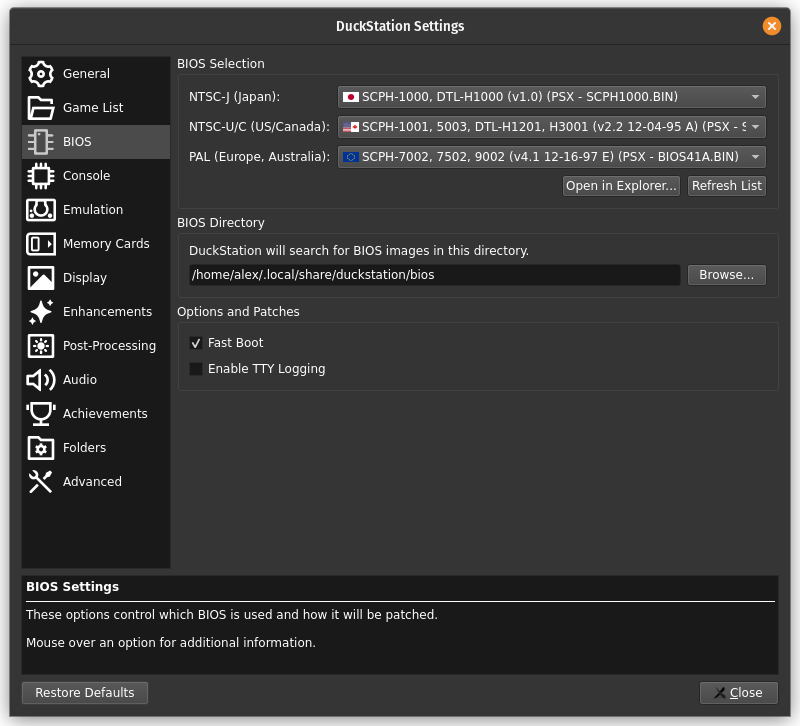 DuckStation Settings
General
Game List
BIOS
Console
Emulation
Memory Cards
Display
Enhancements
Post-Processing
Audio
Achievements
Folders
Advanced
BIOS Selection
NTSC-J (Japan): SCPH-1000, DTL-H1000 (v1.0) (PSX - SCPH1000.BIN)
NTSC-U/C (US/Canada): SCPH-1001, 5003, DTL-H1201, H3001 (v2.2 12-04-95 A) (PSX - S
PAL (Europe, Australia): SCPH-7002, 7502, 9002 (v4.1 12-16-97 E) (PSX - BIOS41A.BIN)
Open in Explorer... Refresh List
BIOS Directory
DuckStation will search for BIOS images in this directory.
/home/alex/.local/share/duckstation/bios Browse...
Options and Patches
Fast Boot
Enable TTY Logging
BIOS Settings
These options control which BIOS is used and how it will be patched.
Mouse over an option for additional information.
Restore Defaults Close